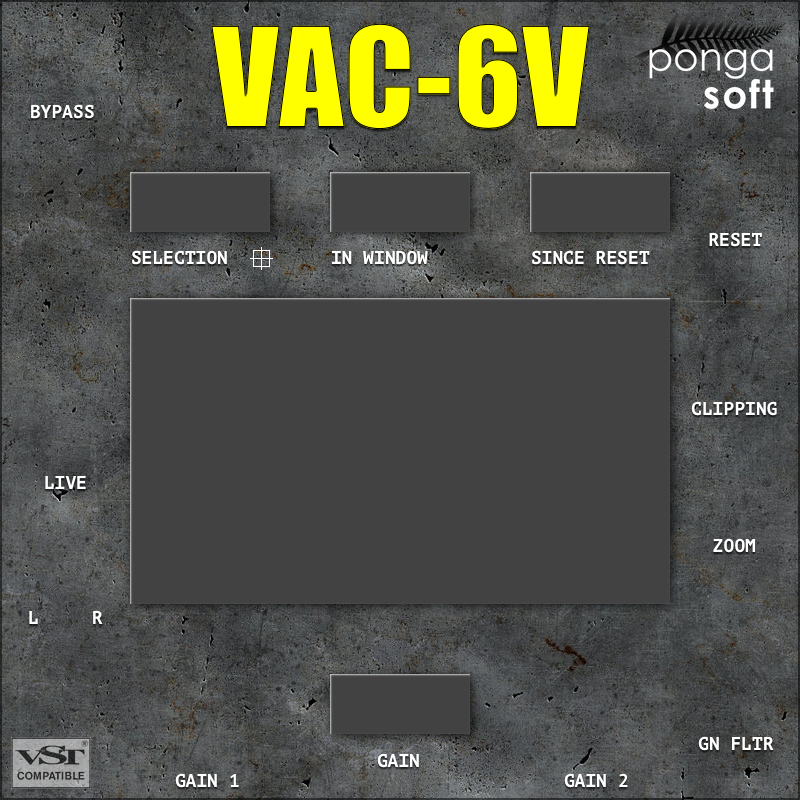 VAC-6V
ponga
soft
BYPASS
SELECTION
IN WINDOW
SINCE RESET
RESET
CLIPPING
LIVE
ZOOM
L R
GN FLTR
VST®
COMPATIBLE
GAIN
GAIN 1
GAIN 2